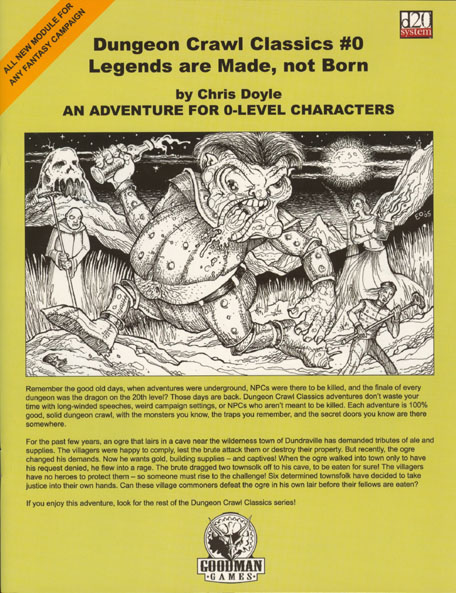 ALL NEW MODULE FOR
ANY FANTASY CAMPAIGN
d20
system
Dungeon Crawl Classics #0
Legends are Made, not Born
by Chris Doyle
AN ADVENTURE FOR 0-LEVEL CHARACTERS
EO 05
Remember the good old days, when adventures were underground, NPCs were there to be killed, and the finale of every
dungeon was the dragon on the 20th level? Those days are back. Dungeon Crawl Classics adventures don't waste your
time with long-winded speeches, weird campaign settings, or NPCs who aren't meant to be killed. Each adventure is 100%
good, solid dungeon crawl, with the monsters you know, the traps you remember, and the secret doors you know are there
somewhere.
For the past few years, an ogre that lairs in a cave near the wilderness town of Dundraville has demanded tributes of ale and
supplies. The villagers were happy to comply, lest the brute attack them or destroy their property. But recently, the ogre
changed his demands. Now he wants gold, building supplies – and captives! When the ogre walked into town only to have
his request denied, he flew into a rage. The brute dragged two townsolk off to his cave, to be eaten for sure! The villagers
have no heroes to protect them – so someone must rise to the challenge! Six determined townsfolk have decided to take
justice into their own hands. Can these village commoners defeat the ogre in his own lair before their fellows are eaten?
If you enjoy this adventure, look for the rest of the Dungeon Crawl Classics series!
GOODMAN
GAMES